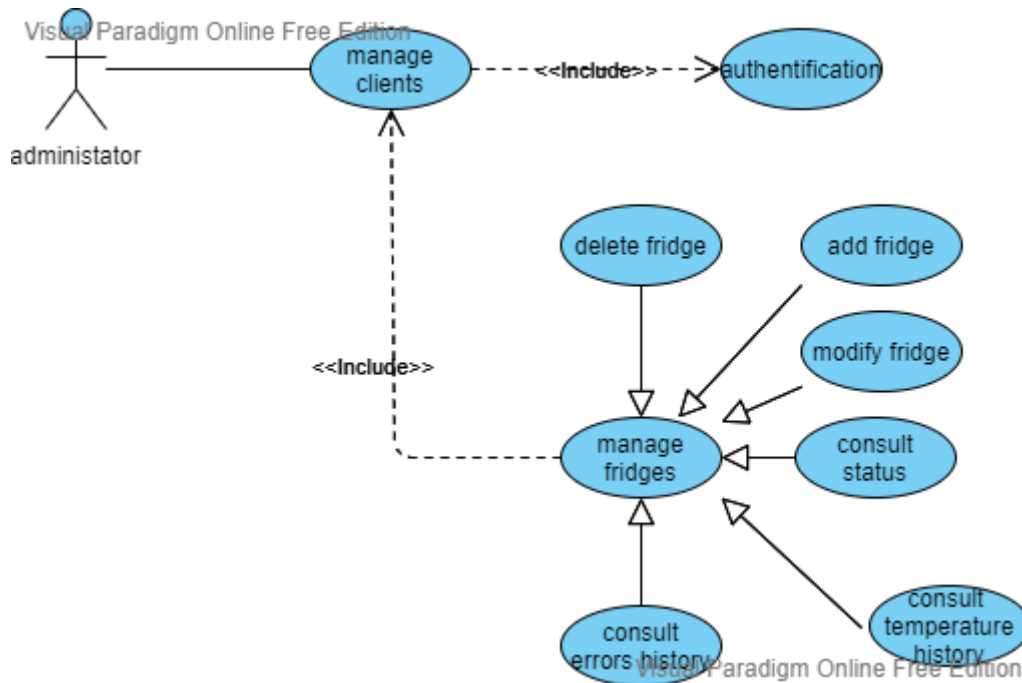 Visual Paradigm Online Free Edition
manage
clients
<<Include>>
authentification
administator
delete fridge
add fridge
modify fridge
<<Include>>
manage
fridges
consult
status
consult
errors history
consult
temperature
history
Visual Paradigm Online Free Edition